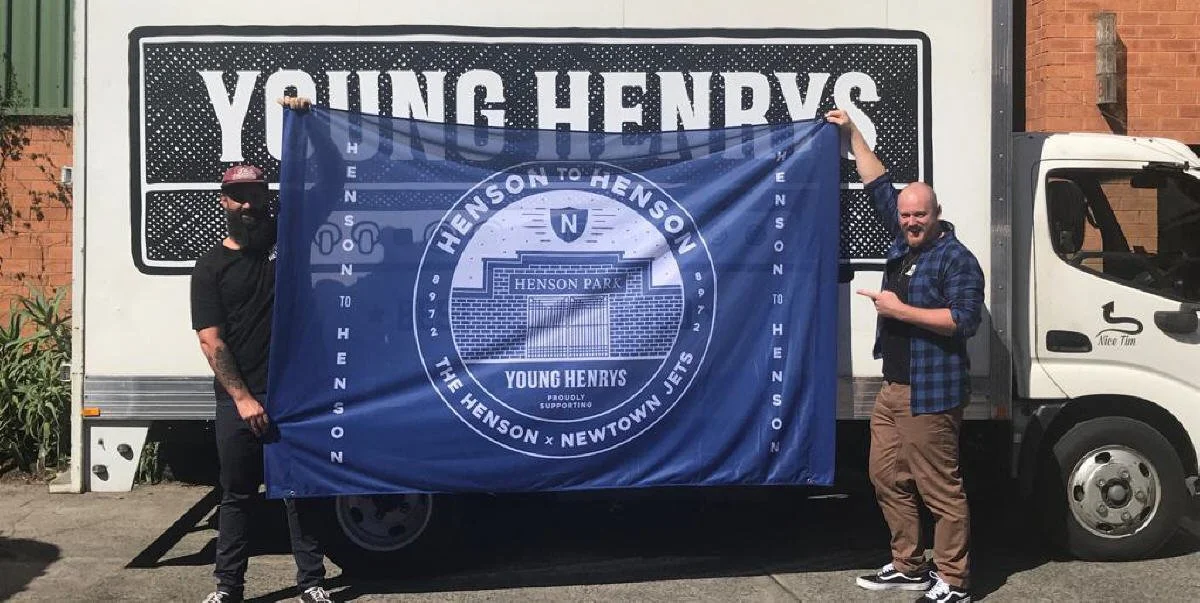 YOUNG HENRYS
HENSON TO HENSON
HENSON TO HENSON
N
HENSON PARK
8972
8972
YOUNG HENRYS
PROUDLY
SUPPORTING
THE HENSON x NEWTOWN JETS
HENSON TO HENSON
Nice Tim